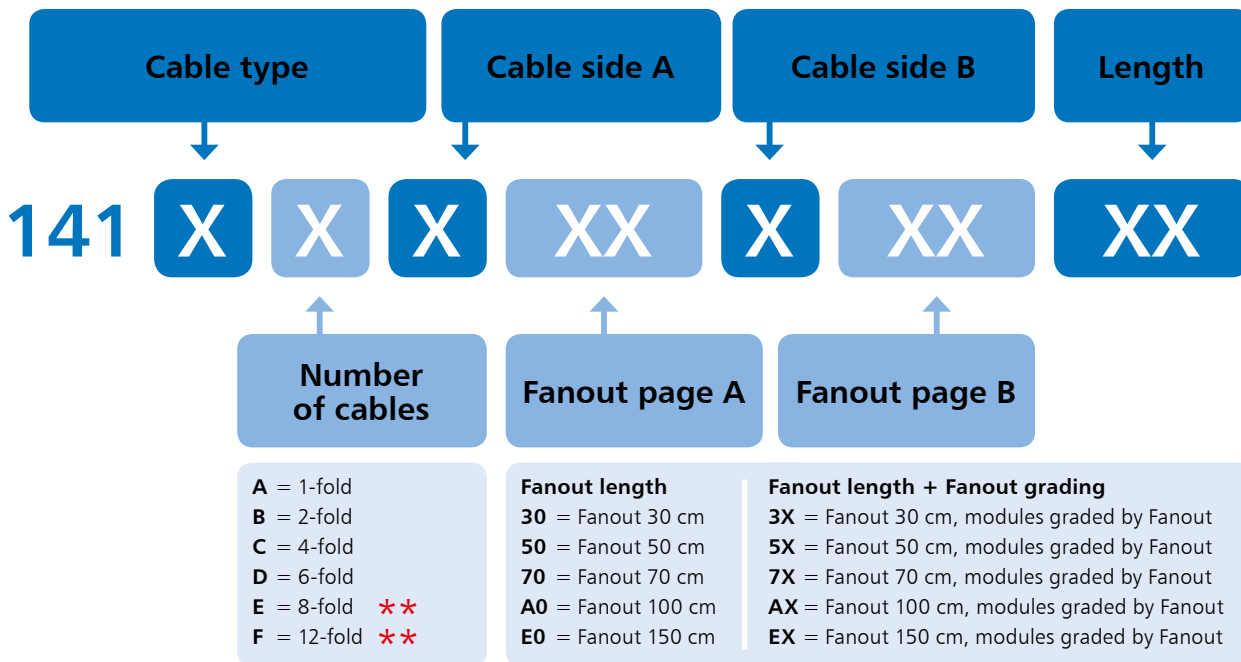 Cable type
Cable side A
Cable side B
Length
141 X X X XX X XX XX
Number
of cables
Fanout page A
Fanout page B
A = 1-fold
B = 2-fold
C = 4-fold
D = 6-fold
E = 8-fold **
F = 12-fold **
Fanout length
30 = Fanout 30 cm
50 = Fanout 50 cm
70 = Fanout 70 cm
A0 = Fanout 100 cm
E0 = Fanout 150 cm
Fanout length + Fanout grading
3X = Fanout 30 cm, modules graded by Fanout
5X = Fanout 50 cm, modules graded by Fanout
7X = Fanout 70 cm, modules graded by Fanout
AX = Fanout 100 cm, modules graded by Fanout
EX = Fanout 150 cm, modules graded by Fanout